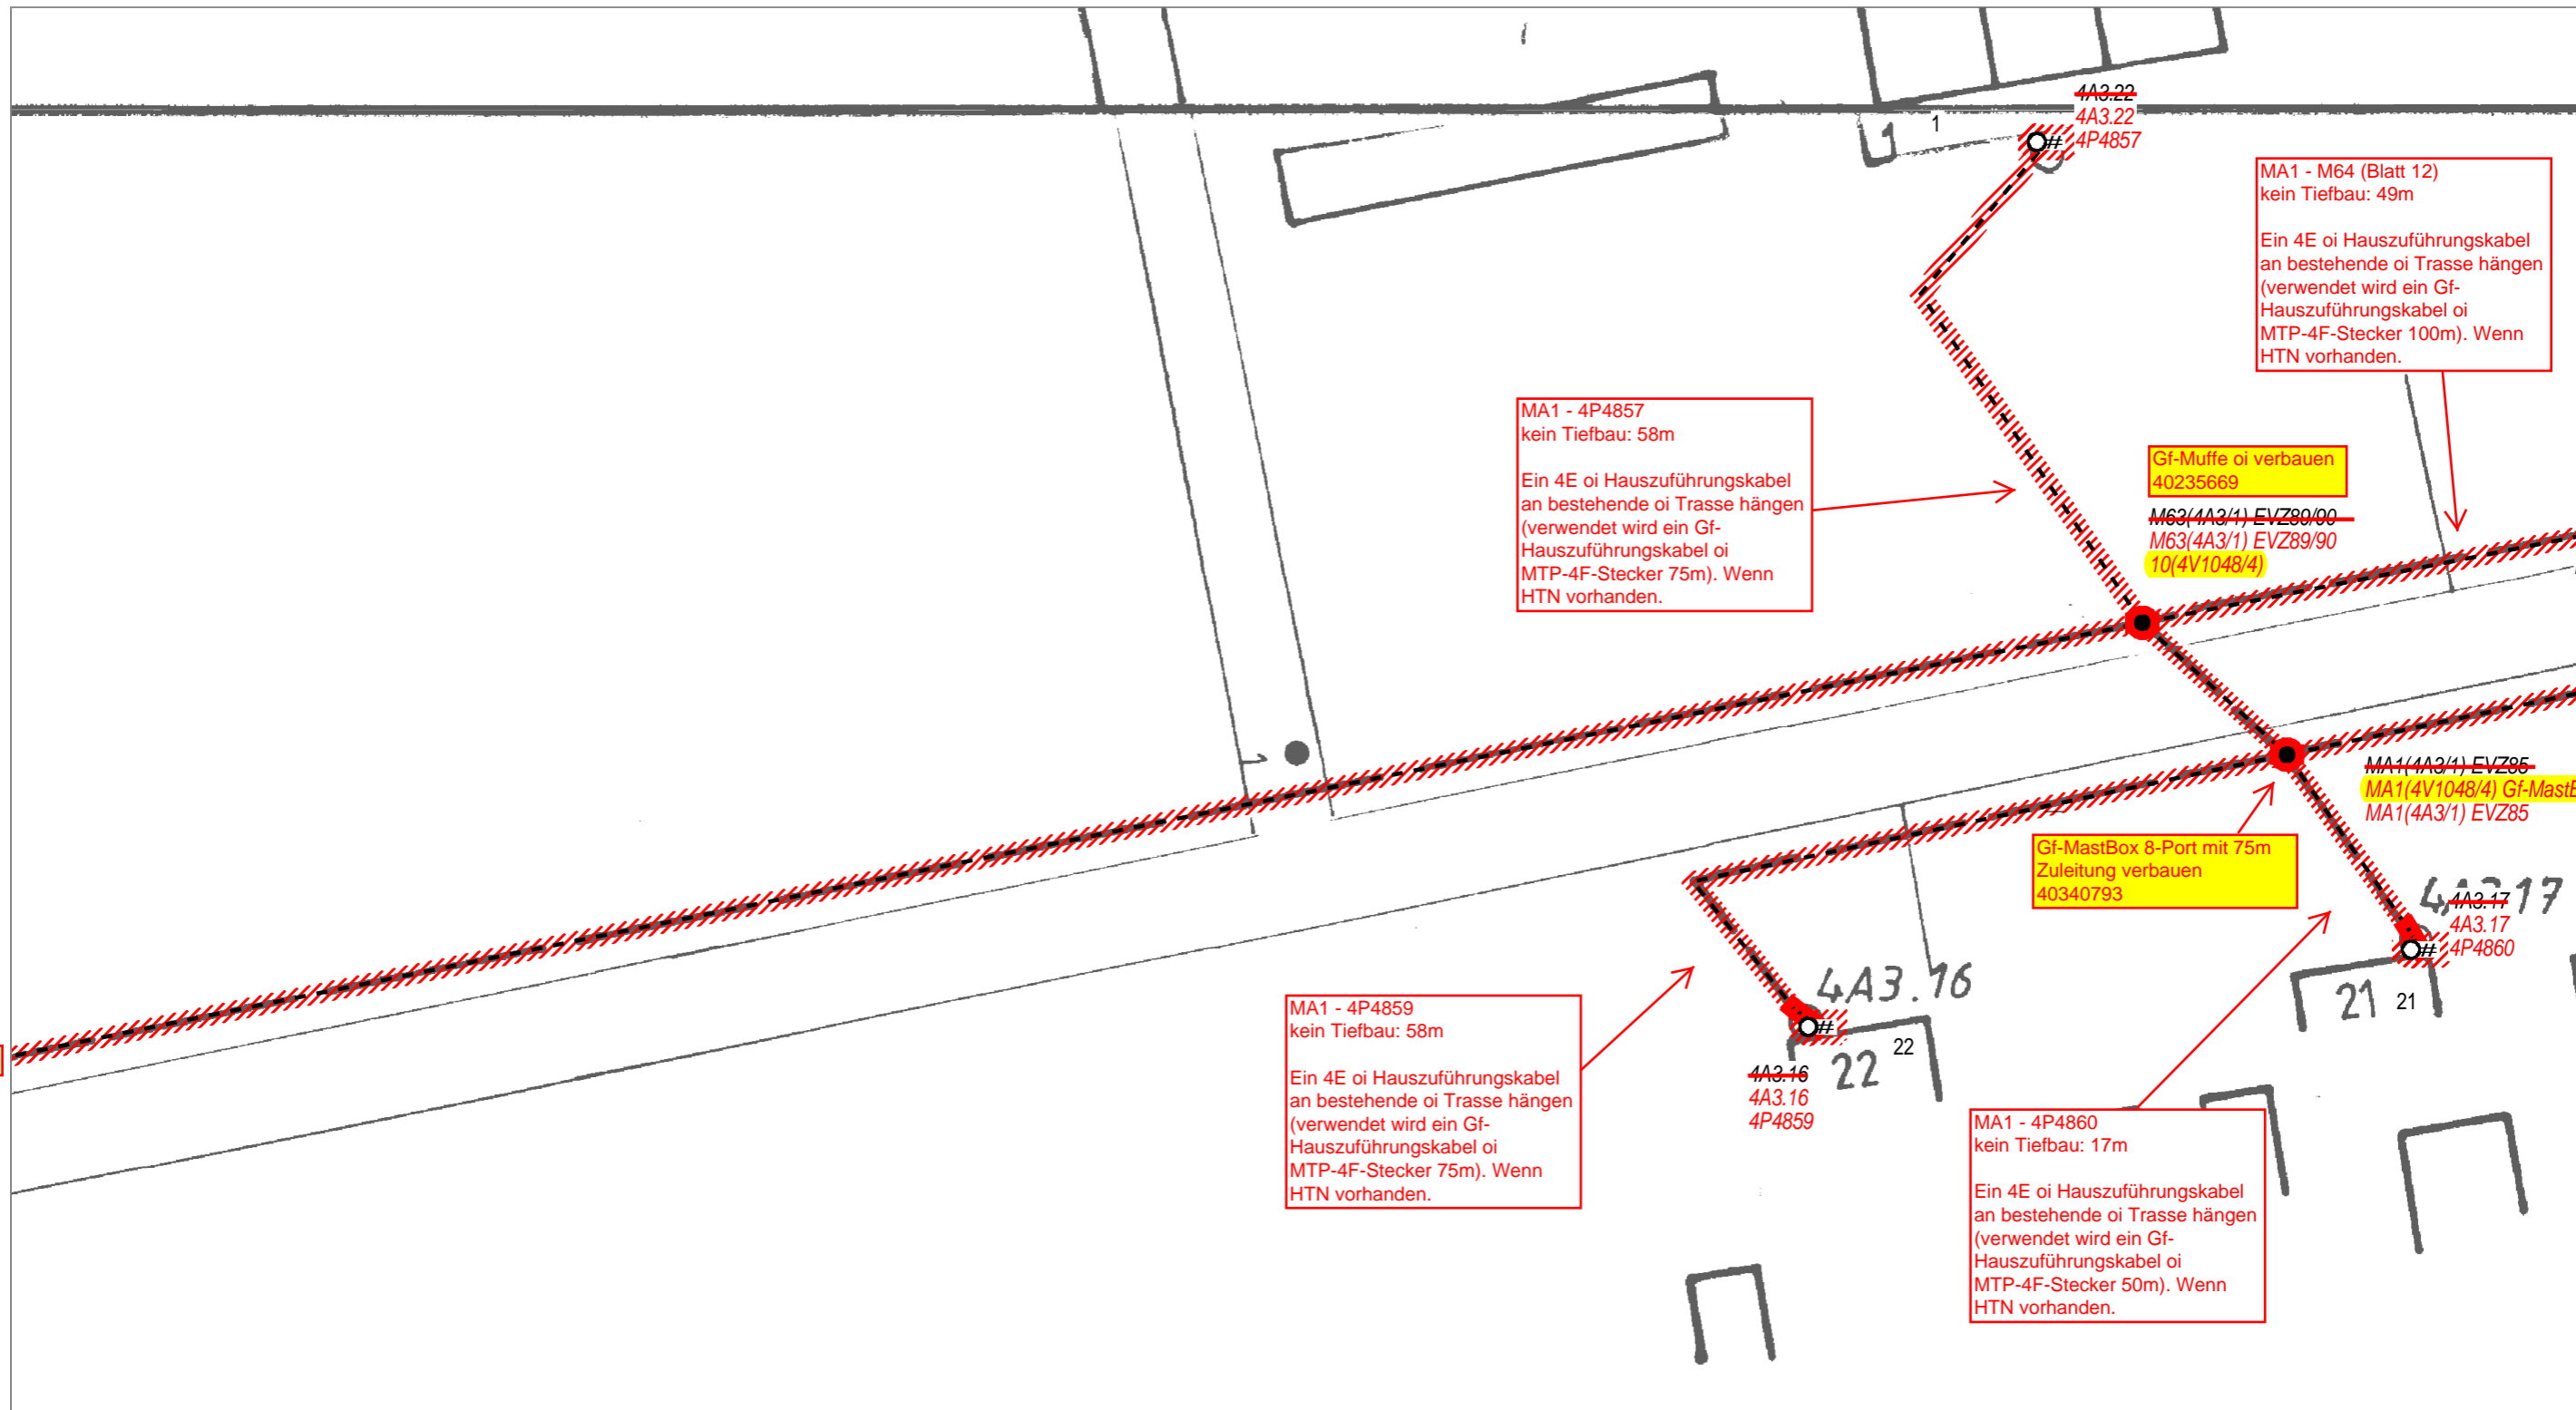 4A3.22
4A3.22
4P4857
1
1
#
MA1 - M64 (Blatt 12)
kein Tiefbau: 49m
Ein 4E oi Hauszuführungskabel
an bestehende oi Trasse hängen
(verwendet wird ein Gf-
Hauszuführungskabel oi
MTP-4F-Stecker 100m). Wenn
HTN vorhanden.
MA1 - 4P4857
kein Tiefbau: 58m
Ein 4E oi Hauszuführungskabel
an bestehende oi Trasse hängen
(verwendet wird ein Gf-
Hauszuführungskabel oi
MTP-4F-Stecker 75m). Wenn
HTN vorhanden.
Gf-Muffe oi verbauen
40235669
M63(4A3/1) EVZ89/90
M63(4A3/1) EVZ89/90
10(4V1048/4)
1
MA1(4A3/1) EVZ85
MA1(4V1048/4) Gf-MastB
MA1(4A3/1) EVZ85
Gf-MastBox 8-Port mit 75m
Zuleitung verbauen
40340793
4A3.17
4A3.17
4P4860
#
21 21
4A3.16
#
22 22
4A3.16
4A3.16
4P4859
MA1 - 4P4859
kein Tiefbau: 58m
Ein 4E oi Hauszuführungskabel
an bestehende oi Trasse hängen
(verwendet wird ein Gf-
Hauszuführungskabel oi
MTP-4F-Stecker 75m). Wenn
HTN vorhanden.
MA1 - 4P4860
kein Tiefbau: 17m
Ein 4E oi Hauszuführungskabel
an bestehende oi Trasse hängen
(verwendet wird ein Gf-
Hauszuführungskabel oi
MTP-4F-Stecker 50m). Wenn
HTN vorhanden.